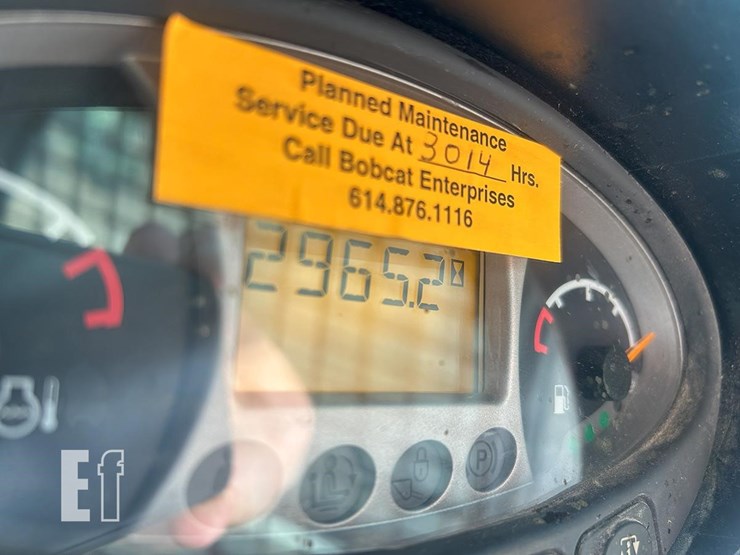 Planned Maintenance
Service Due At 3014 Hrs.
Call Bobcat Enterprises
614.876.1116
2965.2
P
Ef